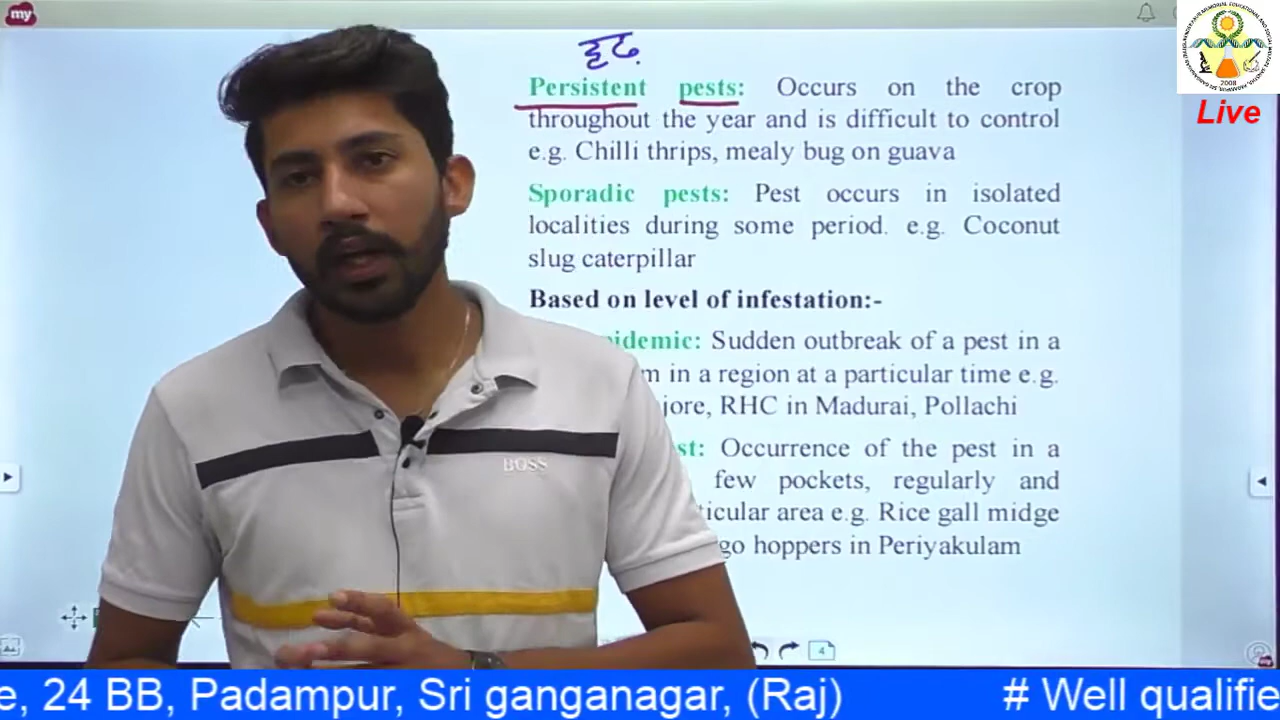 my
दृढ़
Persistent pests: Occurs on the crop
throughout the year and is difficult to control
e.g. Chilli thrips, mealy bug on guava
Sporadic pests: Pest occurs in isolated
localities during some period. e.g. Coconut
slug caterpillar
Based on level of infestation:-
idemic: Sudden outbreak of a pest in a
m in a region at a particular time e.g.
jore, RHC in Madurai, Pollachi
st: Occurrence of the pest in a
few pockets, regularly and
ticular area e.g. Rice gall midge
go hoppers in Periyakulam
BOSS
4
2008
Live
e, 24 BB, Padampur, Sri ganganagar, (Raj) # Well qualifie